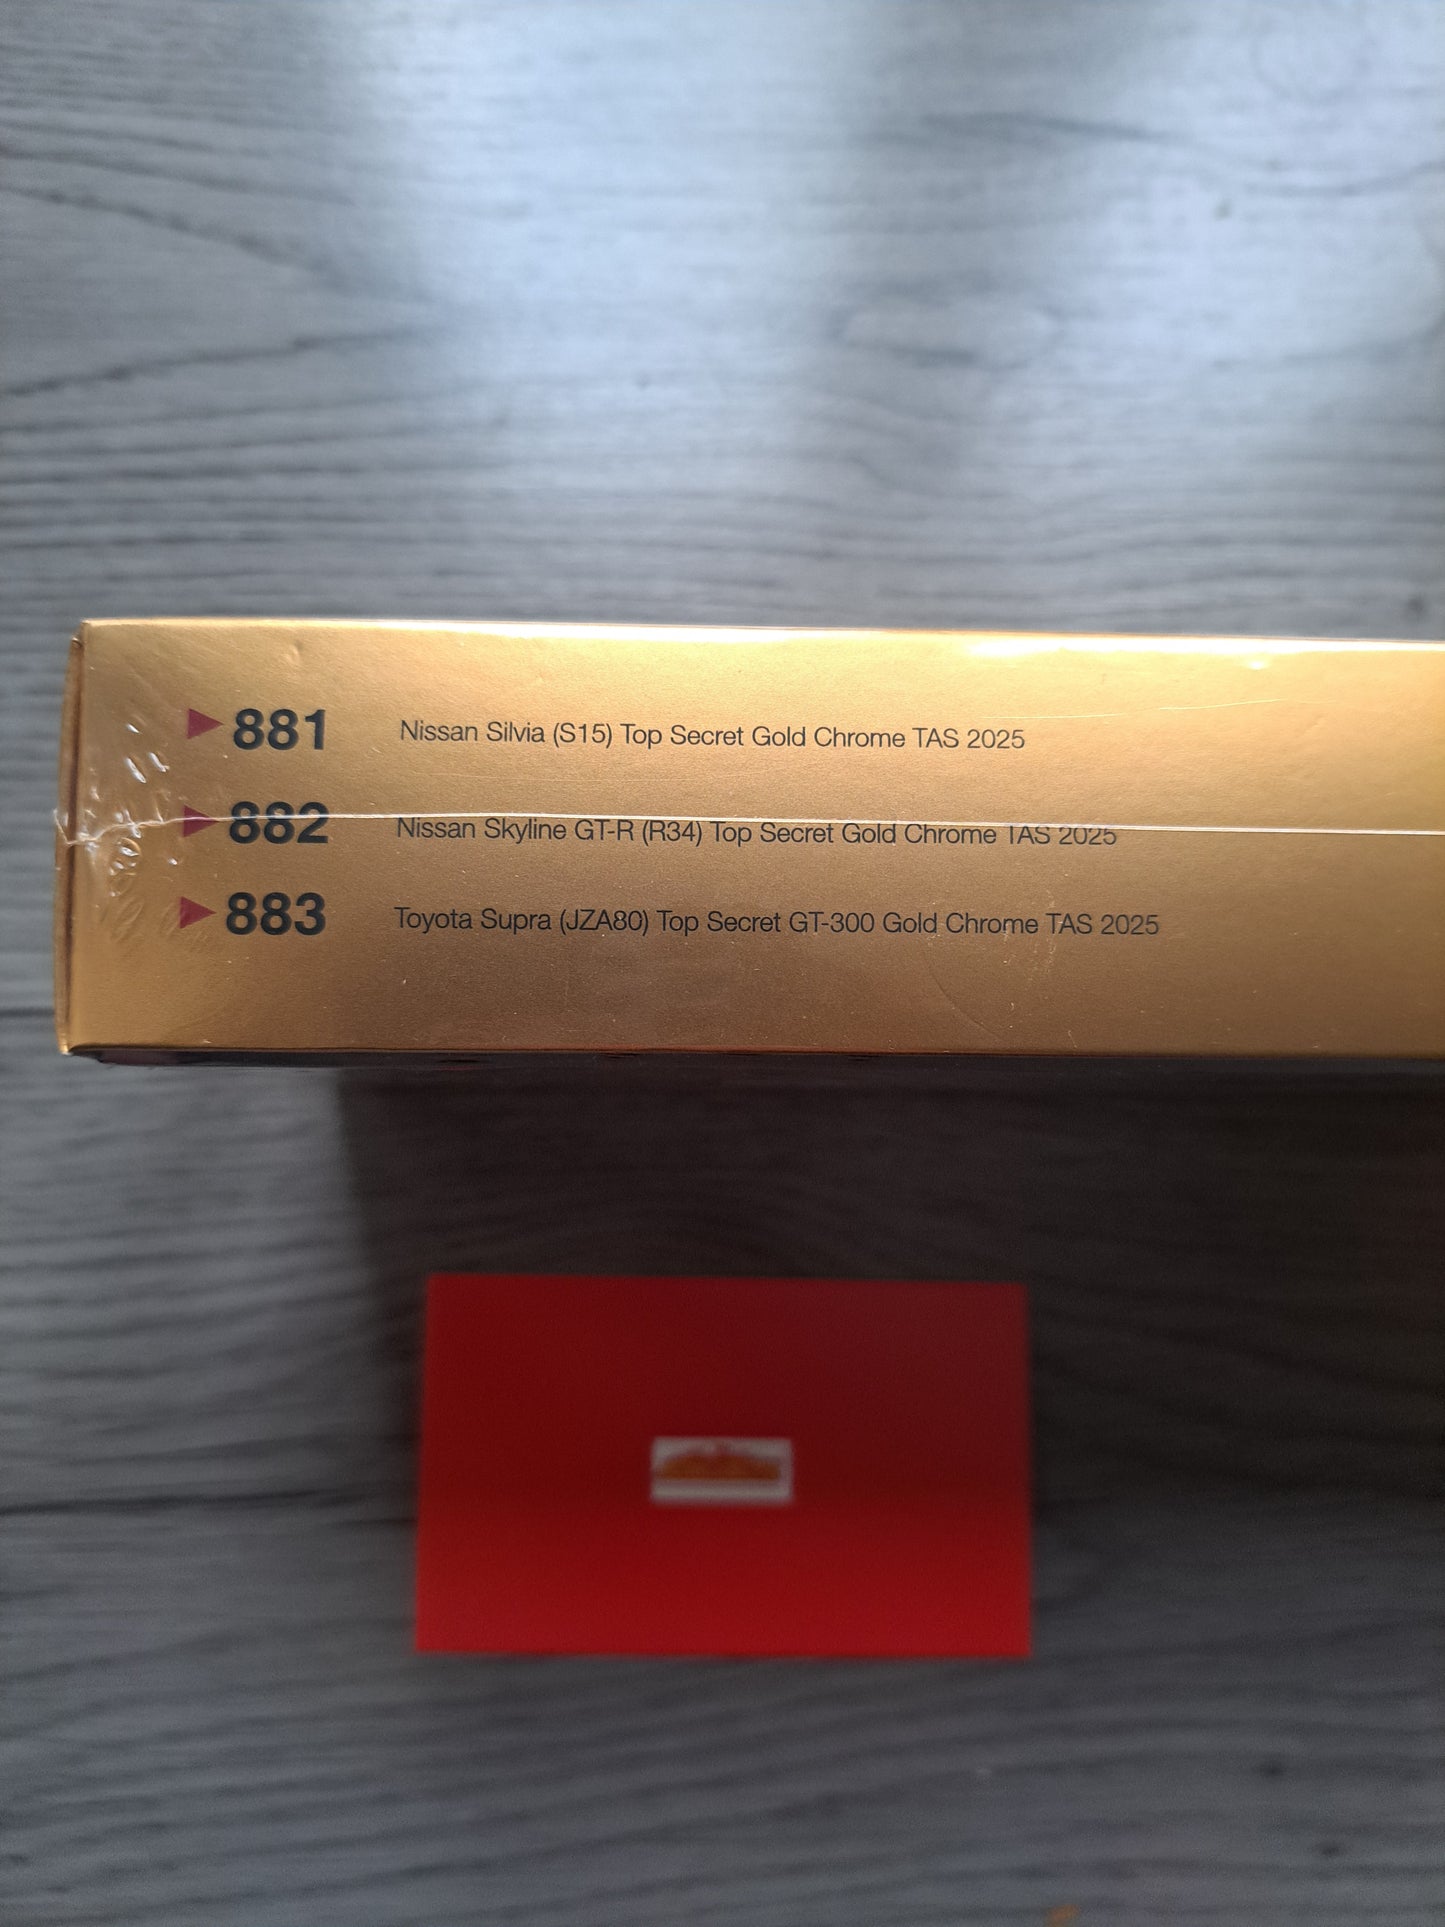 881 Nissan Silvia (S15) Top Secret Gold Chrome TAS 2025
882 Nissan Skyline GT-R (R34) Top Secret Gold Chrome TAS 2025
883 Toyota Supra (JZA80) Top Secret GT-300 Gold Chrome TAS 2025